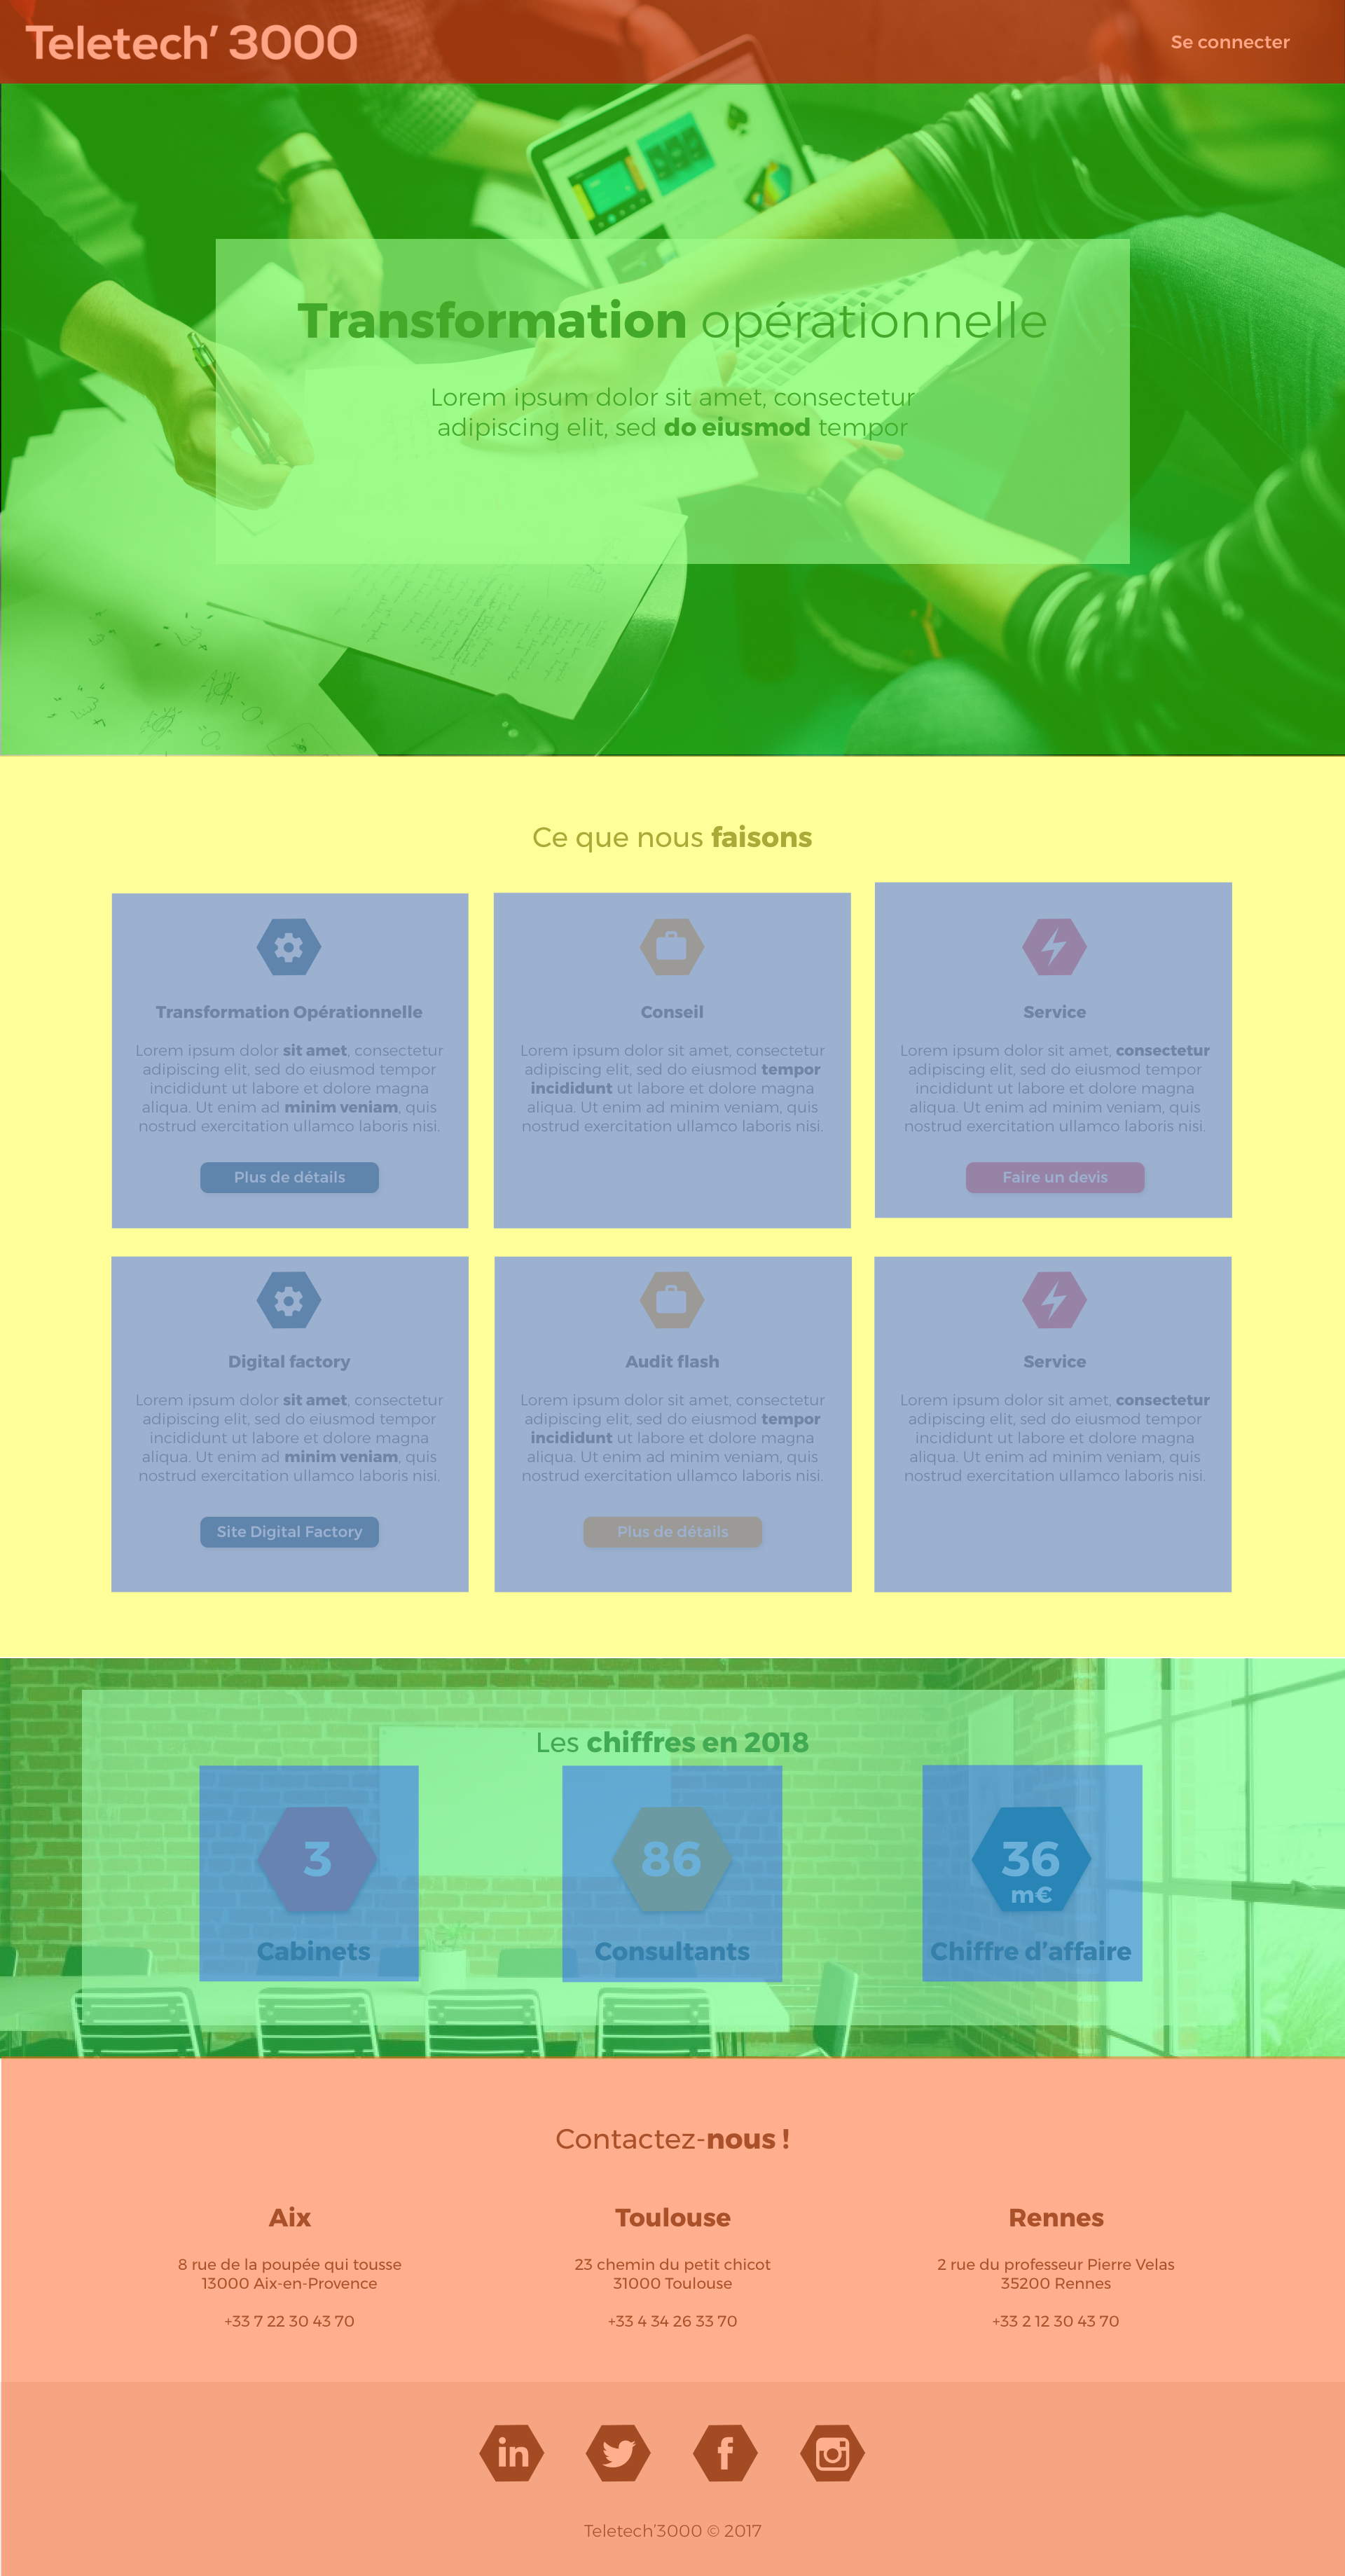 Teletech’ 3000
Se connecter
Transformation opérationnelle
Lorem ipsum dolor sit amet, consectetur
adipiscing elit, sed do eiusmod tempor
Ce que nous faisons
Transformation Opérationnelle
Lorem ipsum dolor sit amet, consectetur
adipiscing elit, sed do eiusmod tempor
incididunt ut labore et dolore magna
aliqua. Ut enim ad minim veniam, quis
nostrud exercitation ullamco laboris nisi.
Plus de détails
Conseil
Lorem ipsum dolor sit amet, consectetur
adipiscing elit, sed do eiusmod tempor
incididunt ut labore et dolore magna
aliqua. Ut enim ad minim veniam, quis
nostrud exercitation ullamco laboris nisi.
Service
Lorem ipsum dolor sit amet, consectetur
adipiscing elit, sed do eiusmod tempor
incididunt ut labore et dolore magna
aliqua. Ut enim ad minim veniam, quis
nostrud exercitation ullamco laboris nisi.
Faire un devis
Digital factory
Lorem ipsum dolor sit amet, consectetur
adipiscing elit, sed do eiusmod tempor
incididunt ut labore et dolore magna
aliqua. Ut enim ad minim veniam, quis
nostrud exercitation ullamco laboris nisi.
Site Digital Factory
Audit flash
Lorem ipsum dolor sit amet, consectetur
adipiscing elit, sed do eiusmod tempor
incididunt ut labore et dolore magna
aliqua. Ut enim ad minim veniam, quis
nostrud exercitation ullamco laboris nisi.
Plus de détails
Service
Lorem ipsum dolor sit amet, consectetur
adipiscing elit, sed do eiusmod tempor
incididunt ut labore et dolore magna
aliqua. Ut enim ad minim veniam, quis
nostrud exercitation ullamco laboris nisi.
Les chiffres en 2018
3
Cabinets
86
Consultants
36
m€
Chiffre d’affaire
Contactez-nous !
Aix
8 rue de la poupée qui tousse
13000 Aix-en-Provence
+33 7 22 30 43 70
Toulouse
23 chemin du petit chicot
31000 Toulouse
+33 4 34 26 33 70
Rennes
2 rue du professeur Pierre Velas
35200 Rennes
+33 2 12 30 43 70
in
f
Teletech’3000 © 2017